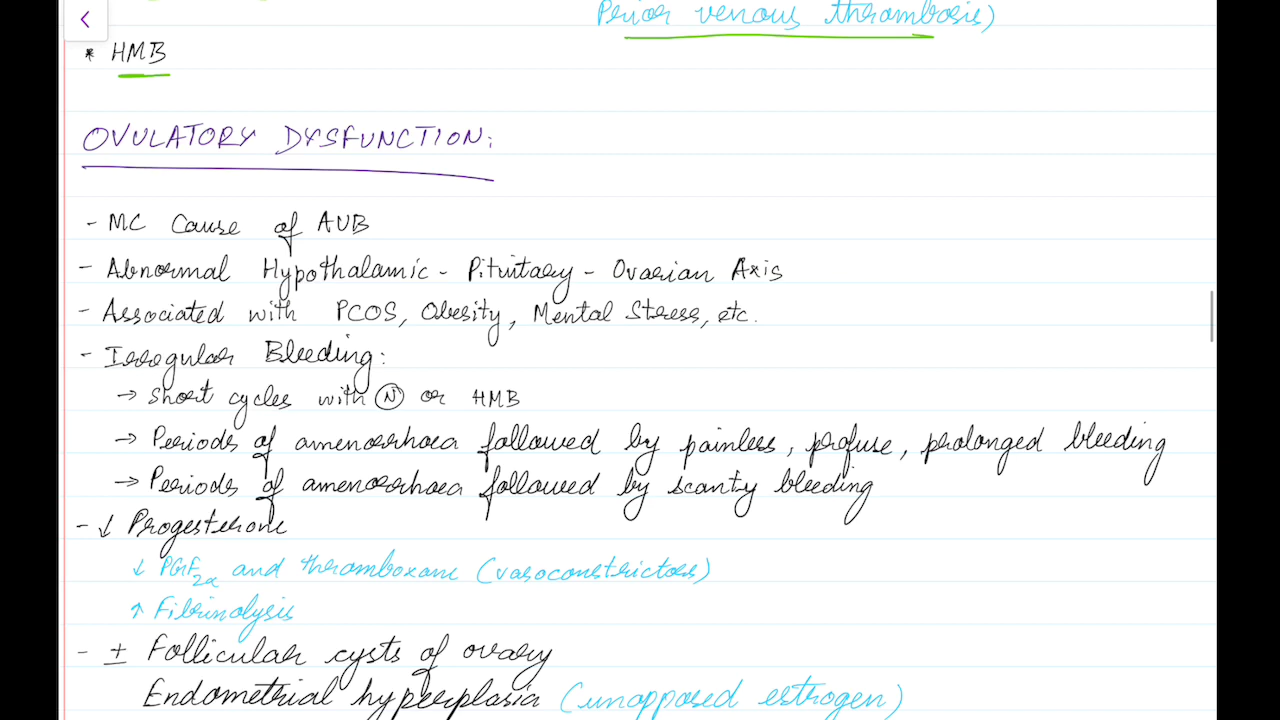 Prior venous thrombosis)
* HMB
OVULATORY DYSFUNCTION:
- MC Cause of AUB
- Abnormal Hypothalamic - Pituitary - Ovarian Axis
- Associated with PCOS, Obesity, Mental Stress, etc.
- Irregular Bleeding:
→ Short cycles with Ⓝ or HMB
→ Periods of amenorrhoea followed by painless, profuse, prolonged bleeding
→ Periods of amenorrhoea followed by scanty bleeding
- ↓ Progesterone
↓ PGF2α and thromboxane (vasoconstrictors)
↑ Fibrinolysis
- ± Follicular cysts of ovary
Endometrial hyperplasia (unopposed estrogen)